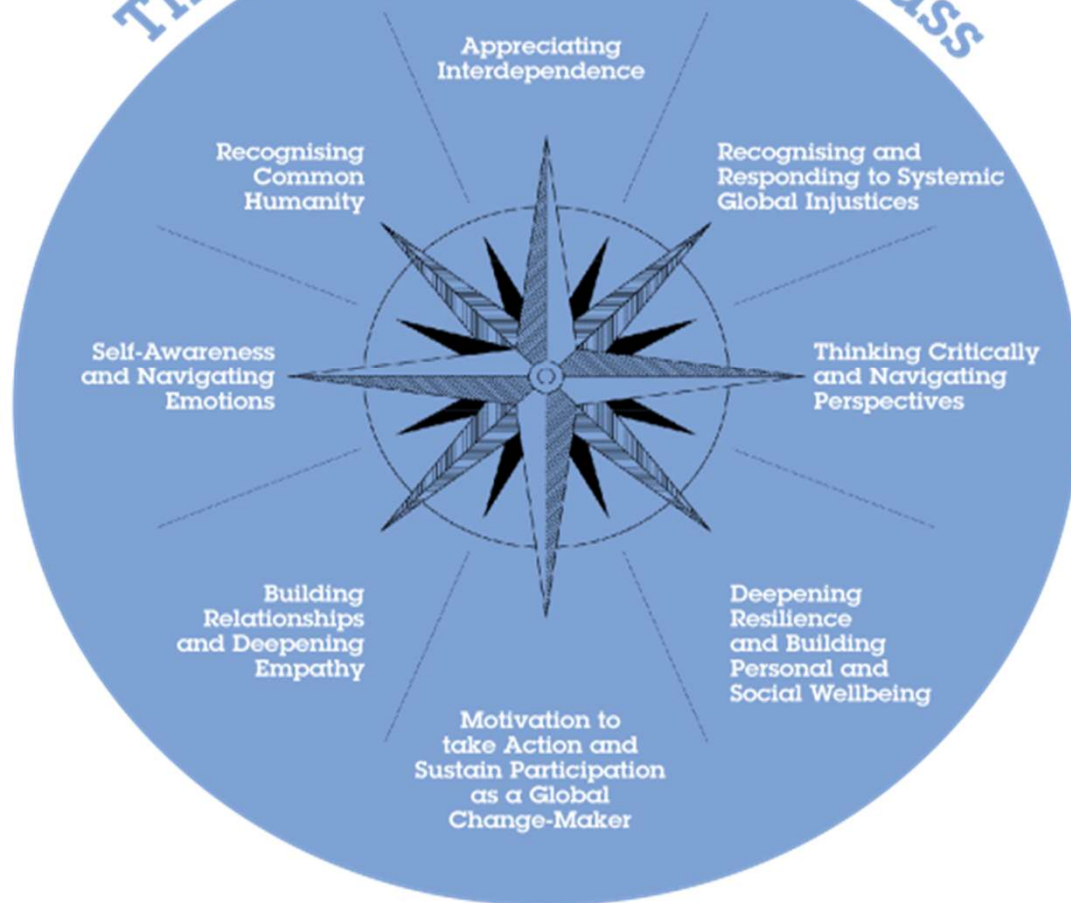 Appreciating
Interdependence
Recognising
Common
Humanity
Recognising and
Responding to Systemic
Global Injustices
Self-Awareness
and Navigating
Emotions
Thinking Critically
and Navigating
Perspectives
Building
Relationships
and Deepening
Empathy
Deepening
Resilience
and Building
Personal and
Social Wellbeing
Motivation to
take Action and
Sustain Participation
as a Global
Change-Maker